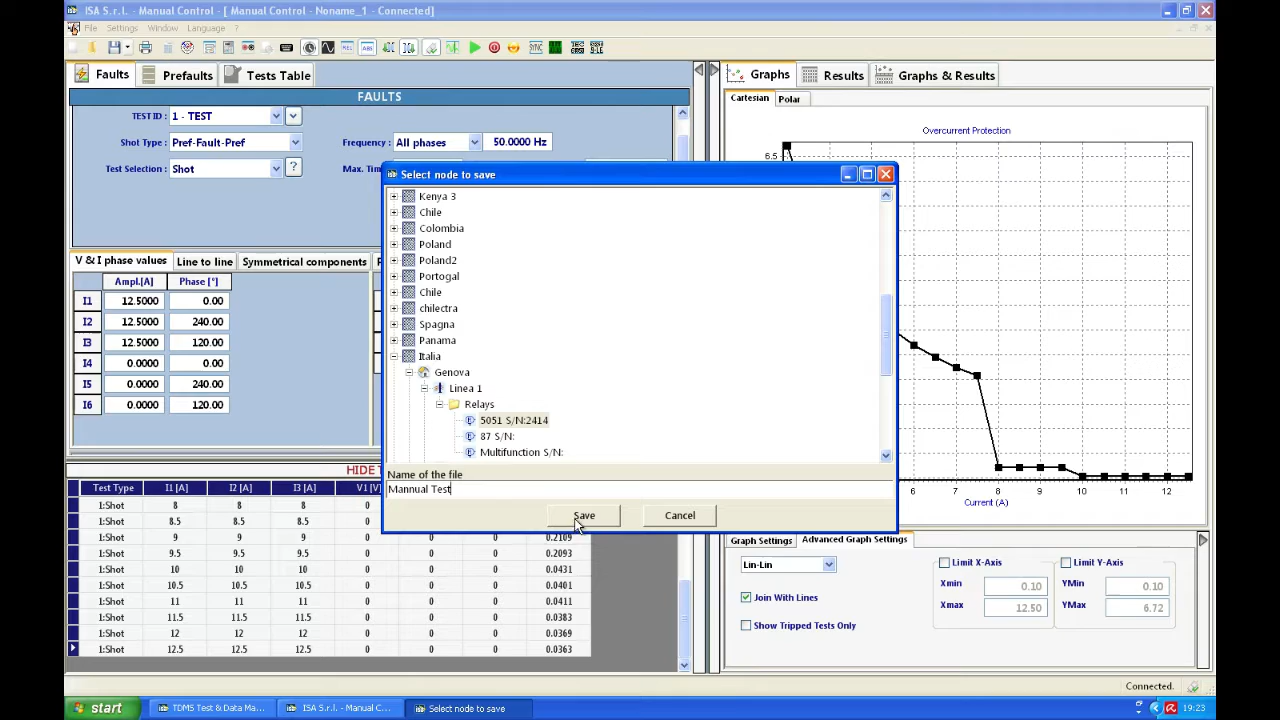 ISA S.r.l. - Manual Control - [ Manual Control - Noname_1 - Connected]
File Settings Window Language ?
Faults Prefaults Tests Table
FAULTS
TEST ID : 1 - TEST
Shot Type : Pref-Fault-Pref Frequency : All phases 50.0000 Hz
Test Selection : Shot ? Max. Tim
V & I phase values Line to line Symmetrical components
Ampl.[A] Phase [°]
I1 12.5000 0.00
I2 12.5000 240.00
I3 12.5000 120.00
I4 0.0000 0.00
I5 0.0000 240.00
I6 0.0000 120.00
HIDE T
Test Type I1 [A] I2 [A] I3 [A] V1 [V]
1:Shot 8 8 8 0
1:Shot 8.5 8.5 8.5 0
1:Shot 9 9 9 0 0 0 0.2109
1:Shot 9.5 9.5 9.5 0 0 0 0.2093
1:Shot 10 10 10 0 0 0 0.0431
1:Shot 10.5 10.5 10.5 0 0 0 0.0401
1:Shot 11 11 11 0 0 0 0.0411
1:Shot 11.5 11.5 11.5 0 0 0 0.0383
1:Shot 12 12 12 0 0 0 0.0369
1:Shot 12.5 12.5 12.5 0 0 0 0.0363
Select node to save
Kenya 3
Chile
Colombia
Poland
Poland2
Portogal
Chile
chilectra
Spagna
Panama
Italia
Genova
Linea 1
Relays
5051 S/N:2414
87 S/N:
Multifunction S/N:
Name of the file
Mannual Test
Save Cancel
Graphs Results Graphs & Results
Cartesian Polar
Overcurrent Protection
6.5
6 7 8 9 10 11 12
Current (A)
Graph Settings Advanced Graph Settings
Lin-Lin
Join With Lines
Show Tripped Tests Only
Limit X-Axis Limit Y-Axis
Xmin 0.10 YMin 0.10
Xmax 12.50 YMax 6.72
Connected.
start TDMS Test & Data Ma... ISA S.r.l. - Manual C... Select node to save 19:23